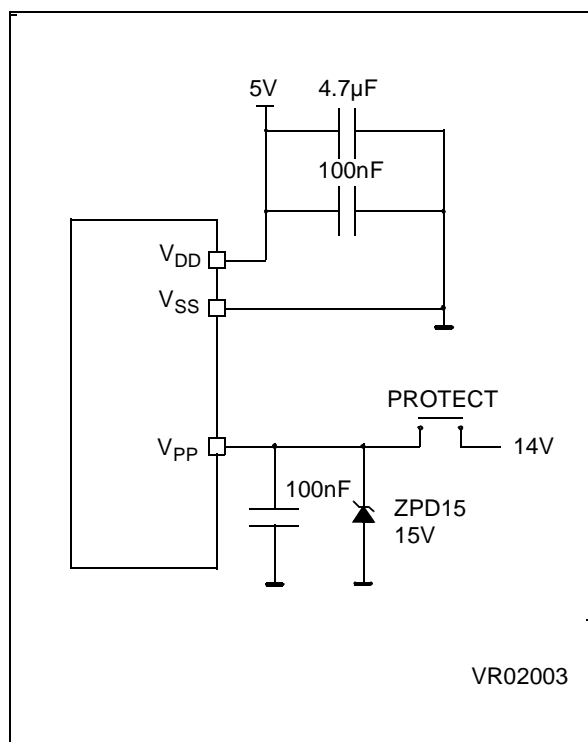 5V
4.7µF
100nF
VDD
VSS
PROTECT
VPP
14V
100nF
ZPD15
15V
VR02003